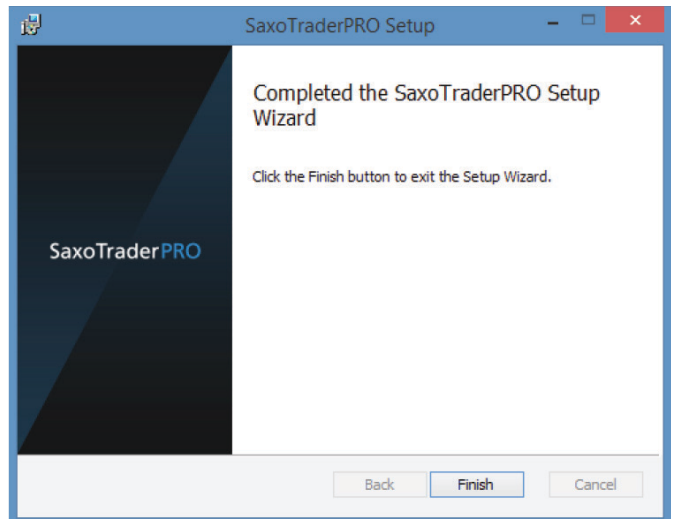 SaxoTraderPRO Setup
Completed the SaxoTraderPRO Setup
Wizard
Click the Finish button to exit the Setup Wizard.
SaxoTraderPRO
Back
Finish
Cancel